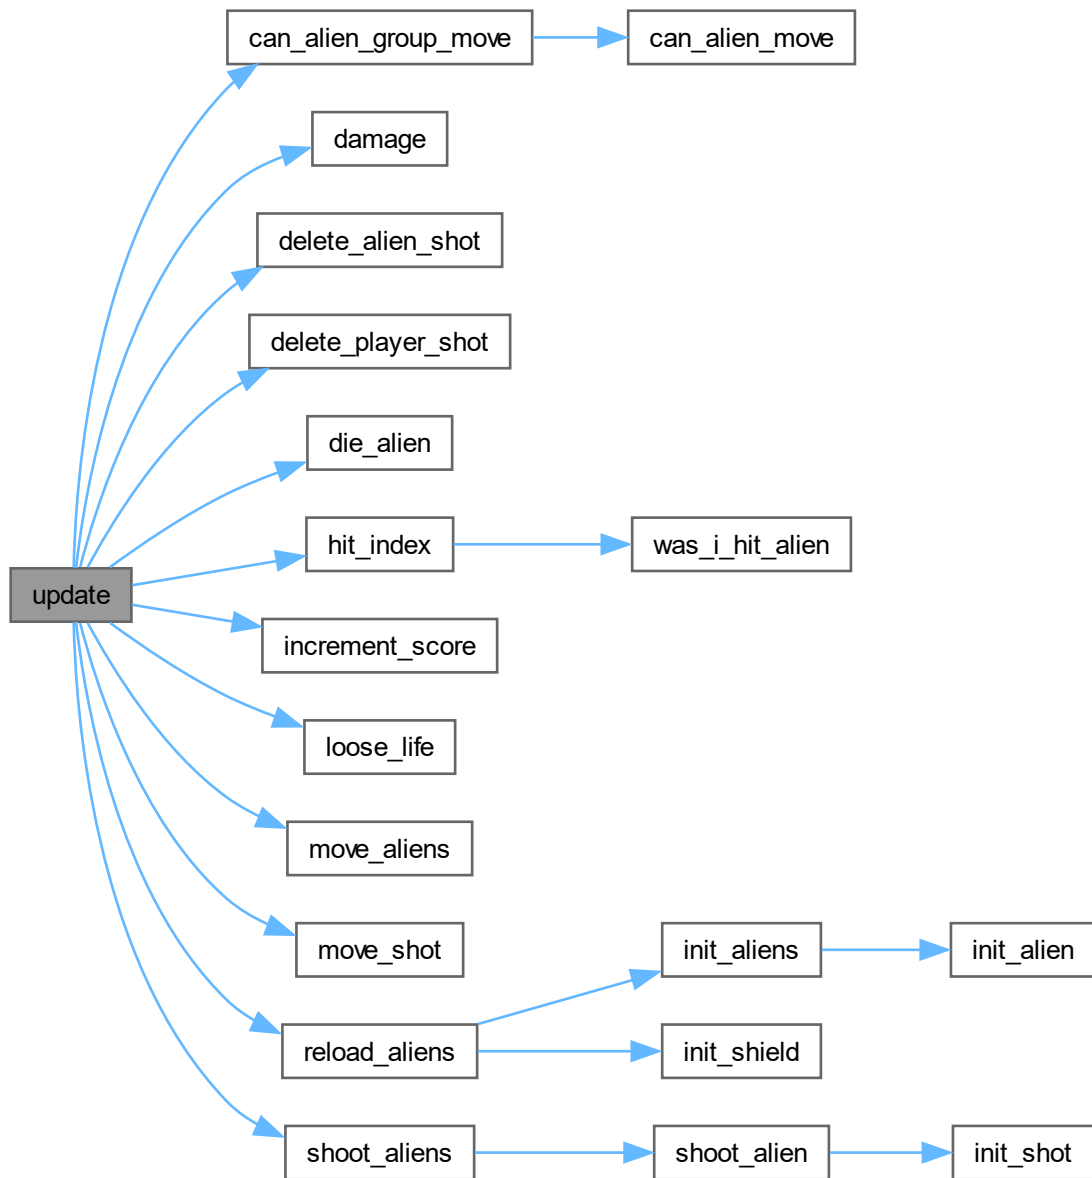 can_alien_group_move
can_alien_move
damage
delete_alien_shot
delete_player_shot
die_alien
hit_index
was_i_hit_alien
update
increment_score
loose_life
move_aliens
move_shot
init_aliens
init_alien
reload_aliens
init_shield
shoot_aliens
shoot_alien
init_shot